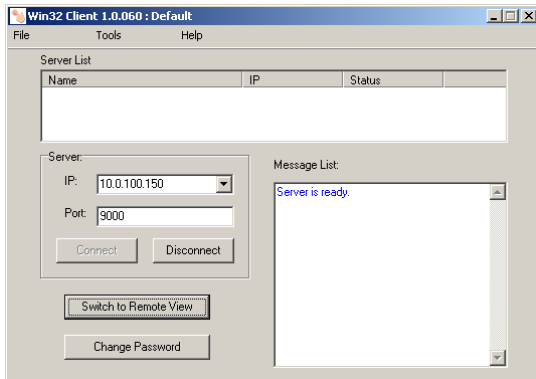 Win32 Client 1.0.060 : Default
File Tools Help
Server List
Name IP Status
Server:
IP: 10.0.100.150
Port: 9000
Connect Disconnect
Switch to Remote View
Change Password
Message List:
Server is ready.